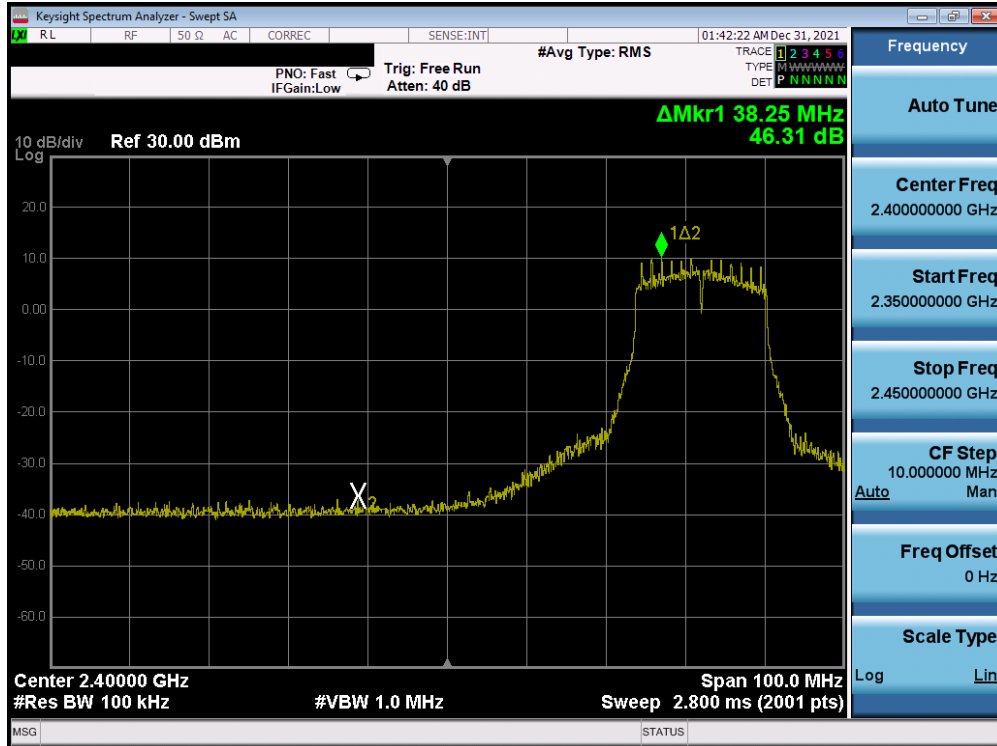 Keysight Spectrum Analyzer - Swept SA
LXI RL RF 50 Ω AC CORREC SENSE:INT 01:42:22 AM Dec 31, 2021
#Avg Type: RMS
TRACE 1 2 3 4 5 6
TYPE M WWWWW
DET P N N N N N
PNO: Fast
IFGain:Low
Trig: Free Run
Atten: 40 dB
ΔMkr1 38.25 MHz
46.31 dB
10 dB/div Ref 30.00 dBm
Log
20.0
10.0
0.00
-10.0
-20.0
-30.0
-40.0
-50.0
-60.0
1Δ2
X2
Center 2.40000 GHz
Span 100.0 MHz
#Res BW 100 kHz
#VBW 1.0 MHz
Sweep 2.800 ms (2001 pts)
MSG
STATUS
Frequency
Auto Tune
Center Freq
2.400000000 GHz
Start Freq
2.350000000 GHz
Stop Freq
2.450000000 GHz
CF Step
10.000000 MHz
Auto Man
Freq Offset
0 Hz
Scale Type
Log Lin